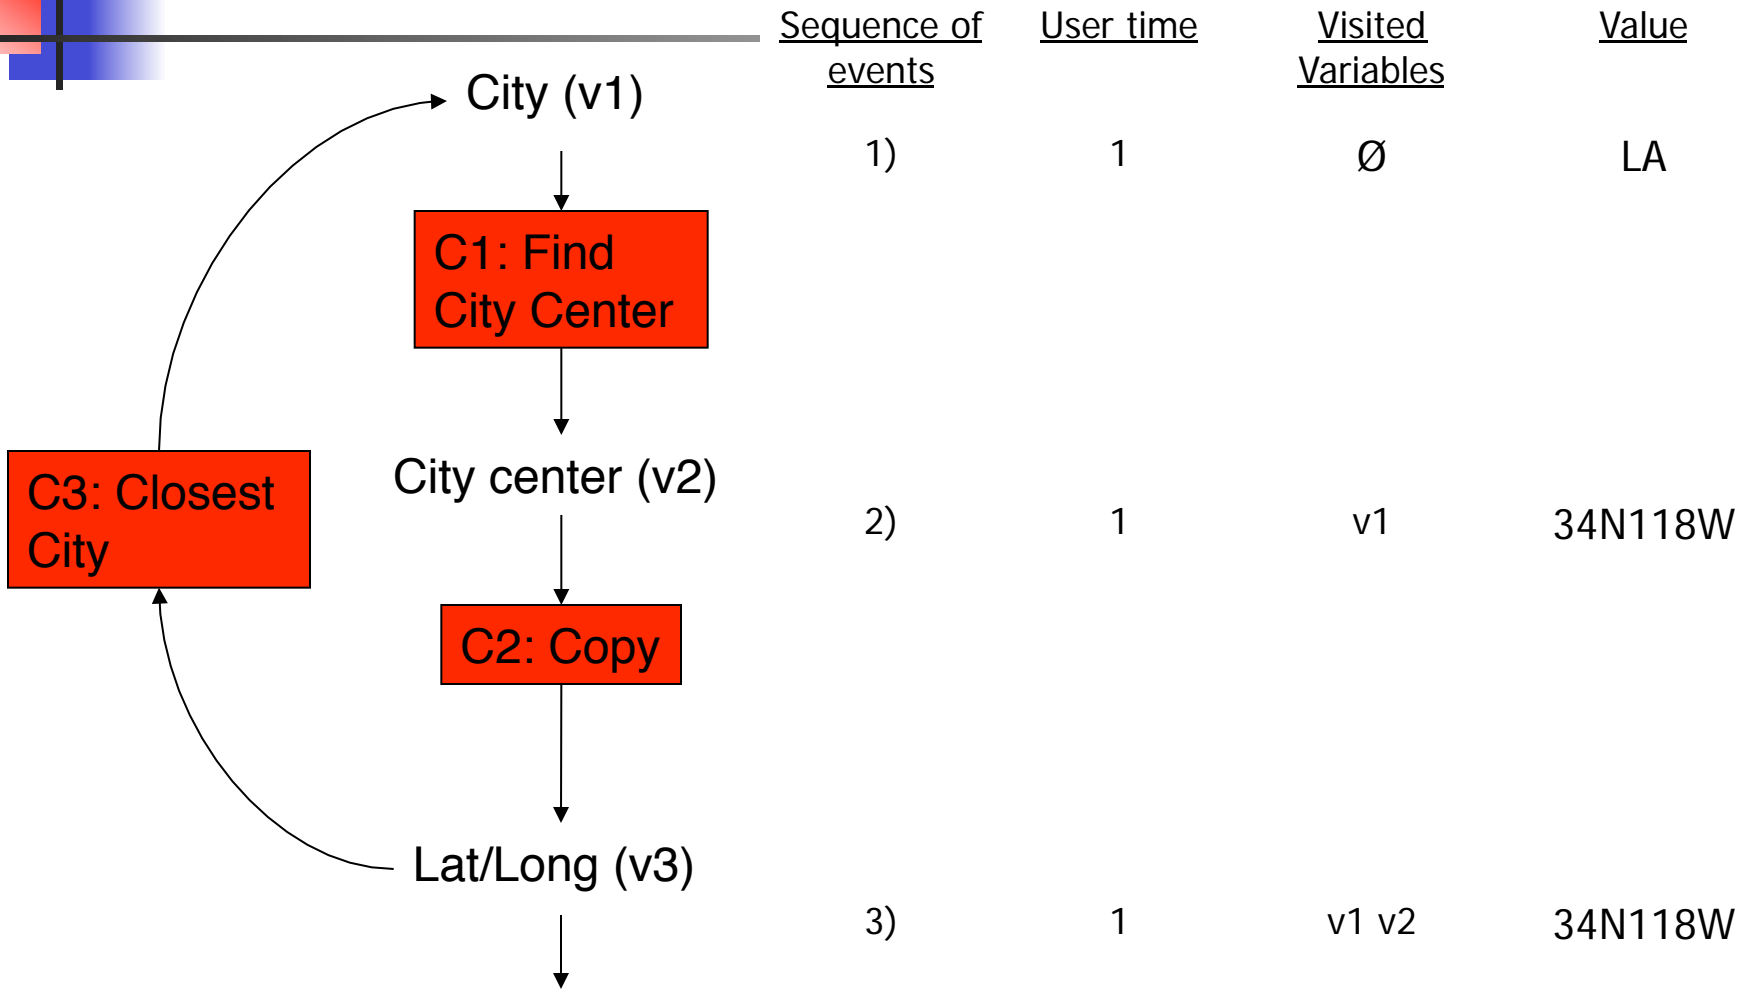 Sequence of events
User time
Visited Variables
Value
City (v1)
1) 1 Ø LA
C1: Find
City Center
C3: Closest
City
City center (v2)
2) 1 v1 34N118W
C2: Copy
Lat/Long (v3)
3) 1 v1 v2 34N118W